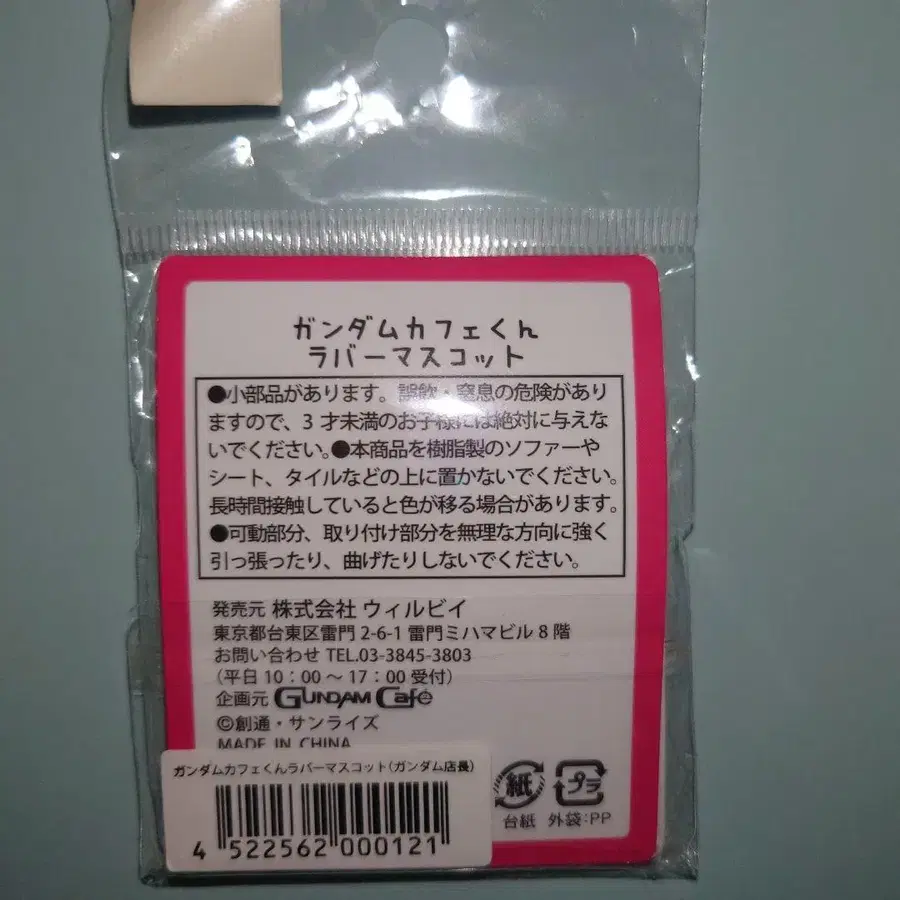 ガンダムカフェくん
ラバーマスコット
●小部品があります。誤飲・窒息の危険があり
ますので、3 才未満のお子様には絶対に与えな
いでください。●本商品を樹脂製のソファーや
シート、タイルなどの上に置かないでください。
長時間接触していると色が移る場合があります。
●可動部分、取り付け部分を無理な方向に強く
引っ張ったり、曲げたりしないでください。
発売元 株式会社 ウィルビイ
東京都台東区雷門 2-6-1 雷門ミハマビル 8 階
お問い合わせ TEL.03-3845-3803
(平日 10：00 〜 17：00 受付)
企画元 GUNDAM Café
©創通・サンライズ
MADE IN CHINA
ガンダムカフェくんラバーマスコット(ガンダム店長)
4 522562 000121
紙 プラ
台紙 外袋:PP